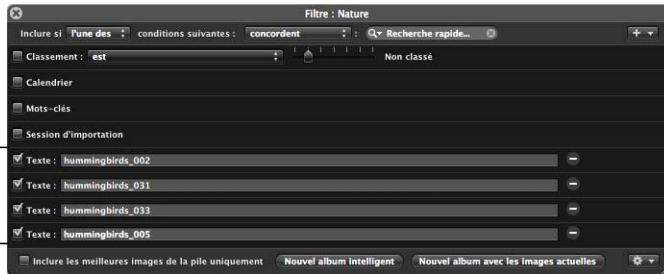 Filtre : Nature
Inclure si l'une des conditions suivantes : concordent : Recherche rapide...
Classement : est Non classé
Calendrier
Mots-clés
Session d'importation
Texte : hummingbirds_002
Texte : hummingbirds_031
Texte : hummingbirds_033
Texte : hummingbirds_005
Inclure les meilleures images de la pile uniquement Nouvel album intelligent Nouvel album avec les images actuelles